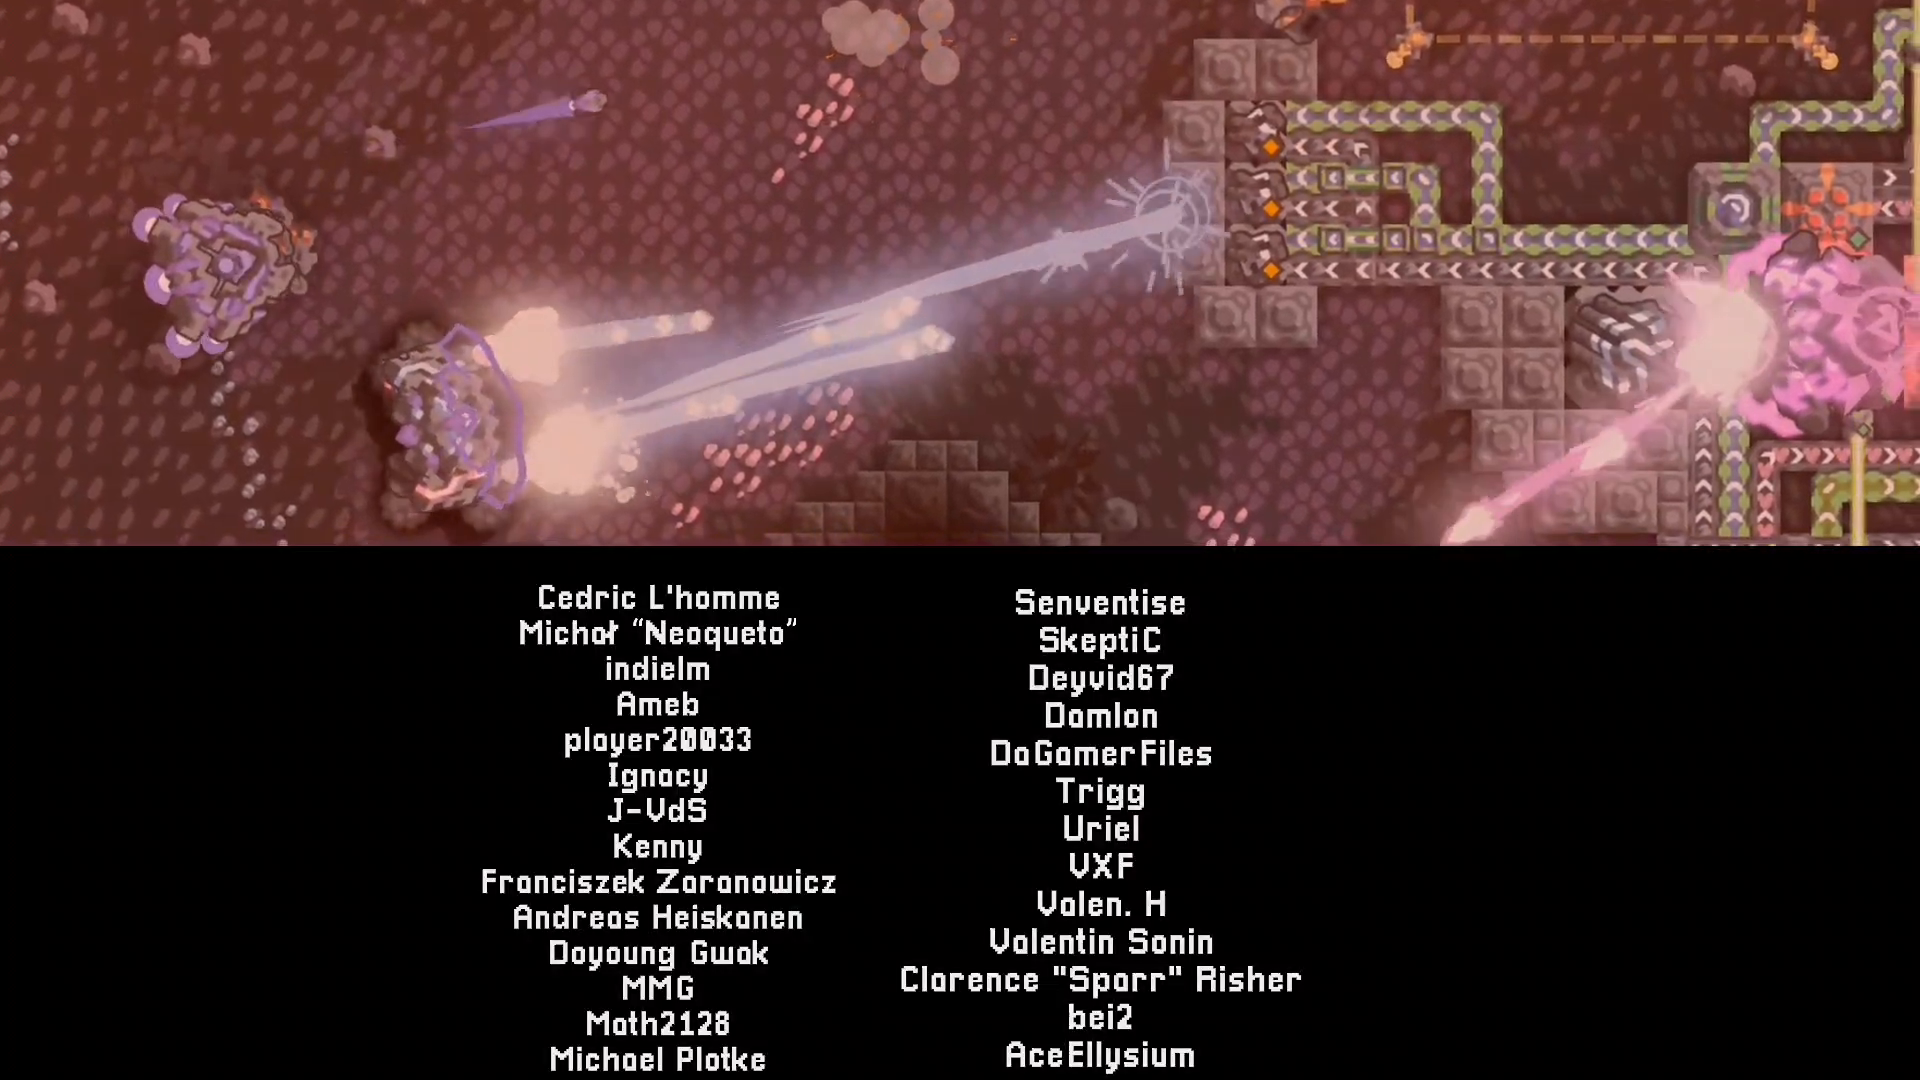 Cedric L'homme
Michał “Neoqueto”
indielm
Ameb
player20033
Ignacy
J-VdS
Kenny
Franciszek Zaranowicz
Andreas Heiskanen
Doyoung Gwak
MMG
Math2128
Michael Plotke
Senventise
SkeptiC
Deyvid67
Damlon
DaGamerFiles
Trigg
Uriel
VXF
Valen. H
Valentin Sonin
Clarence "Sparr" Risher
bei2
AceEllysium